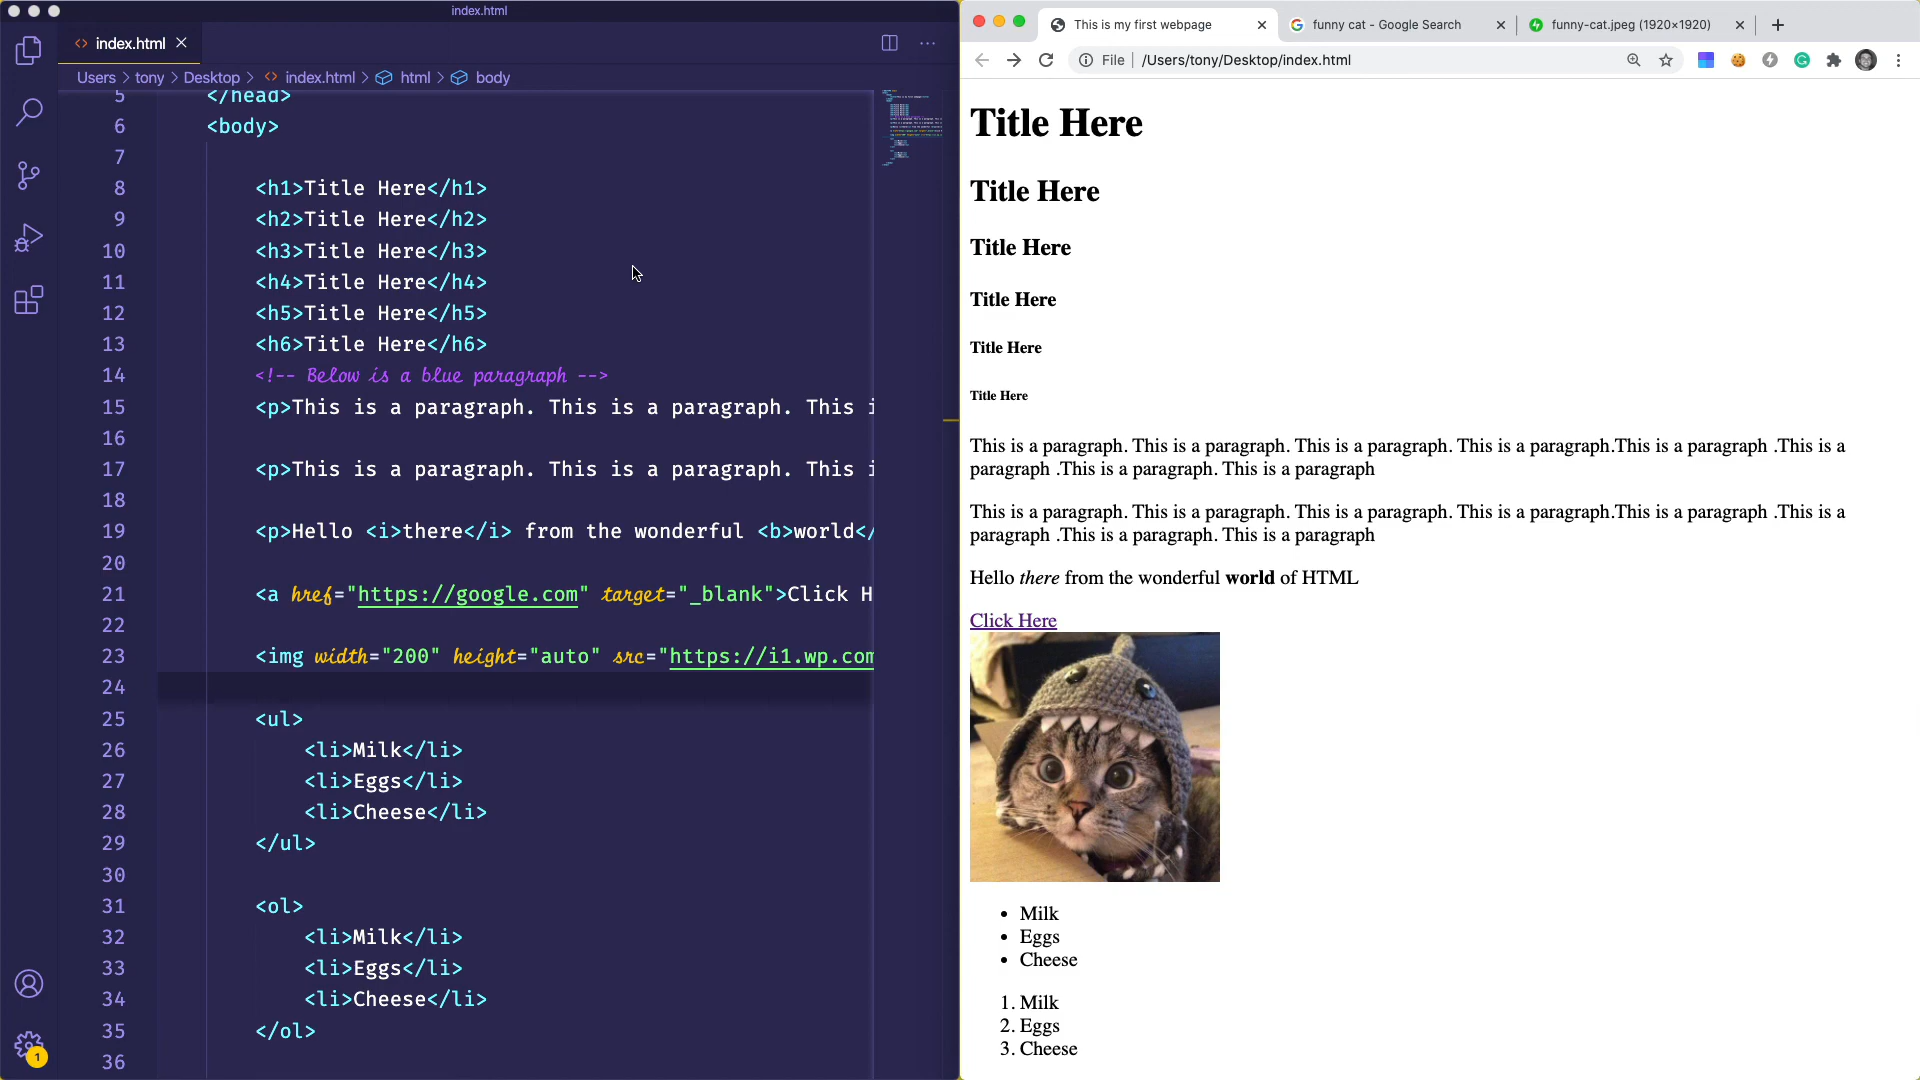 index.html
index.html
Users > tony > Desktop > index.html > html > body
5 </head>
6 <body>
7
8 <h1>Title Here</h1>
9 <h2>Title Here</h2>
10 <h3>Title Here</h3>
11 <h4>Title Here</h4>
12 <h5>Title Here</h5>
13 <h6>Title Here</h6>
14 <!-- Below is a blue paragraph -->
15 <p>This is a paragraph. This is a paragraph. This i
16
17 <p>This is a paragraph. This is a paragraph. This i
18
19 <p>Hello <i>there</i> from the wonderful <b>world</
20
21 <a href="https://google.com" target="_blank">Click H
22
23 <img width="200" height="auto" src="https://i1.wp.com
24
25 <ul>
26 <li>Milk</li>
27 <li>Eggs</li>
28 <li>Cheese</li>
29 </ul>
30
31 <ol>
32 <li>Milk</li>
33 <li>Eggs</li>
34 <li>Cheese</li>
35 </ol>
36
1
This is my first webpage
funny cat - Google Search
funny-cat.jpeg (1920×1920)
File | /Users/tony/Desktop/index.html
Title Here
Title Here
Title Here
Title Here
Title Here
Title Here
This is a paragraph. This is a paragraph. This is a paragraph. This is a paragraph.This is a paragraph .This is a
paragraph .This is a paragraph. This is a paragraph
This is a paragraph. This is a paragraph. This is a paragraph. This is a paragraph.This is a paragraph .This is a
paragraph .This is a paragraph. This is a paragraph
Hello there from the wonderful world of HTML
Click Here
• Milk
• Eggs
• Cheese
1. Milk
2. Eggs
3. Cheese